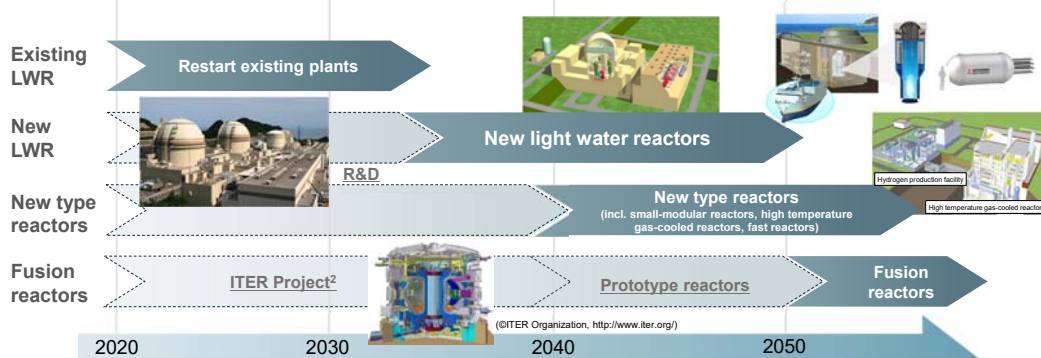 Existing
LWR
Restart existing plants
New
LWR
New light water reactors
R&D
Hydrogen production facility
High temperature gas-cooled reactor
New type
reactors
New type reactors
(incl. small-modular reactors, high temperature
gas-cooled reactors, fast reactors)
Fusion
reactors
ITER Project²
Prototype reactors
Fusion
reactors
(©ITER Organization, http://www.iter.org/)
2020
2030
2040
2050